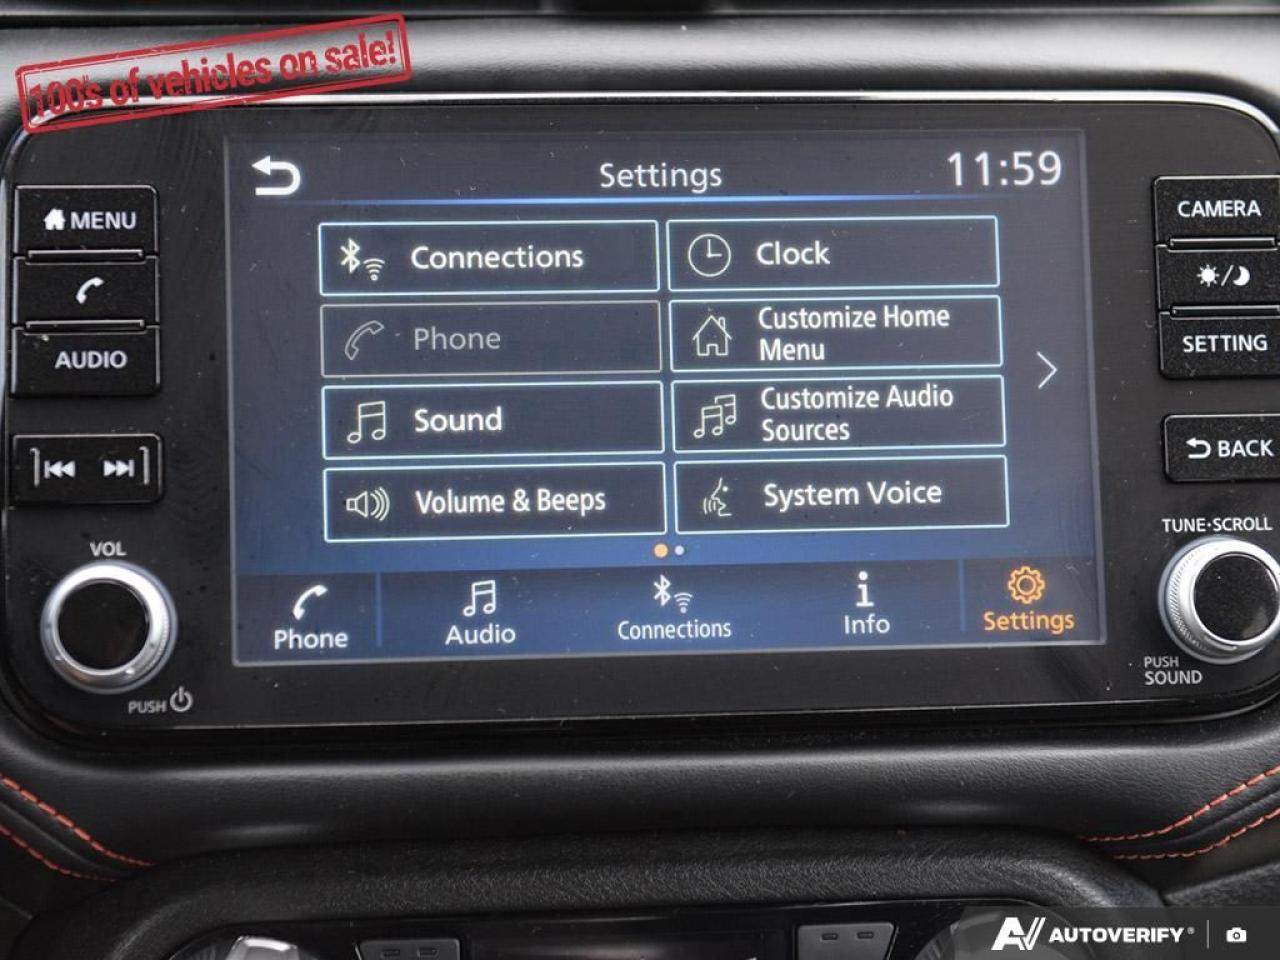 100's of vehicles on sale!
MENU
AUDIO
VOL
PUSH
Settings
11:59
Connections
Clock
Phone
Customize Home
Menu
Sound
Customize Audio
Sources
Volume & Beeps
System Voice
Phone
Audio
Connections
Info
Settings
CAMERA
SETTING
BACK
TUNE·SCROLL
PUSH
SOUND
AUTOVERIFY®